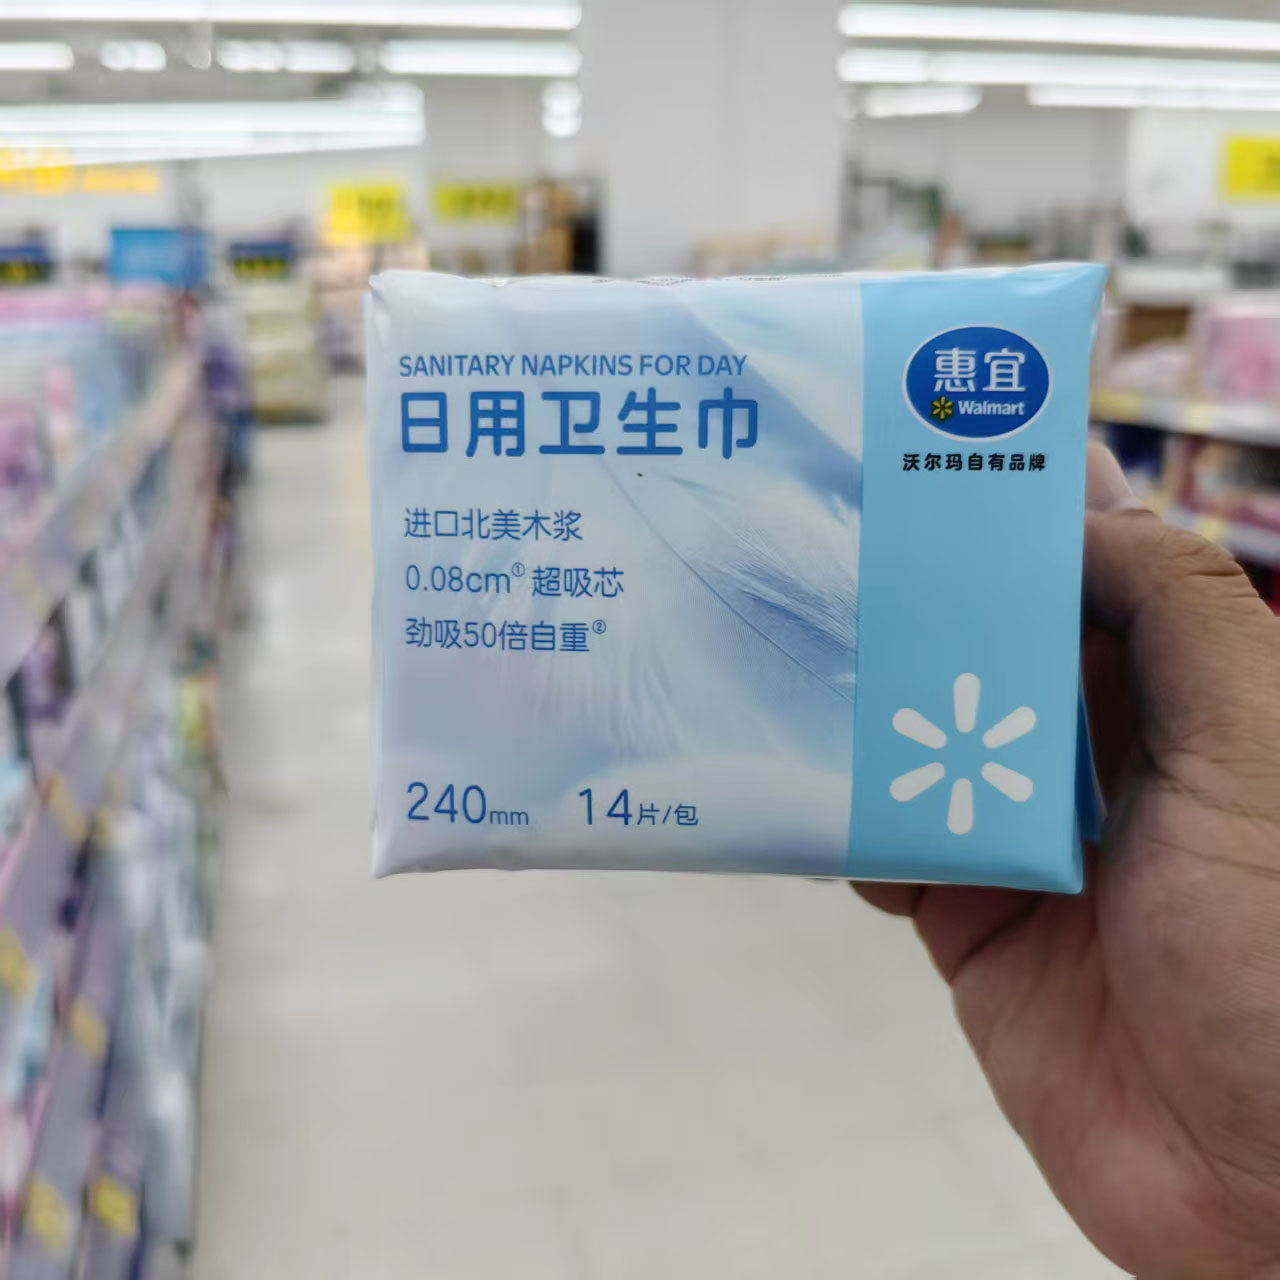 SANITARY NAPKINS FOR DAY
日用卫生巾
进口北美木浆
0.08cm① 超吸芯
劲吸50倍自重②
240mm 14片/包
惠宜
Walmart
沃尔玛自有品牌